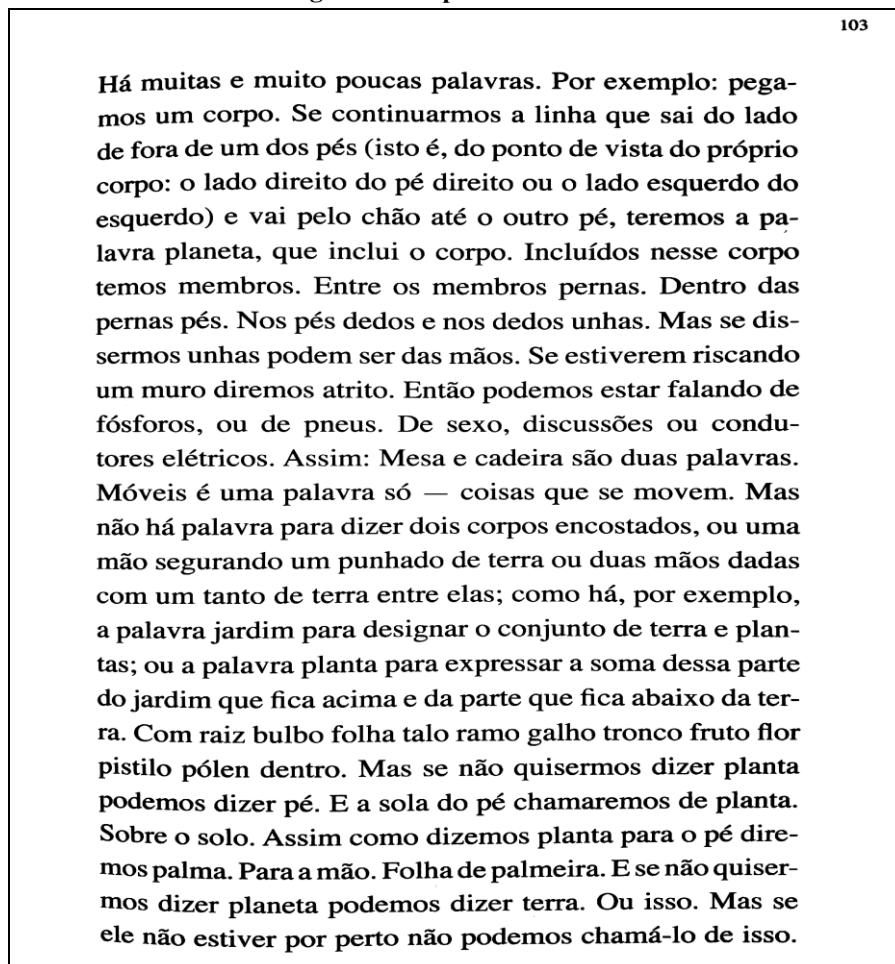 103
Há muitas e muito poucas palavras. Por exemplo: pega-
mos um corpo. Se continuarmos a linha que sai do lado
de fora de um dos pés (isto é, do ponto de vista do próprio
corpo: o lado direito do pé direito ou o lado esquerdo do
esquerdo) e vai pelo chão até o outro pé, teremos a pa-
lavra planeta, que inclui o corpo. Incluídos nesse corpo
temos membros. Entre os membros pernas. Dentro das
pernas pés. Nos pés dedos e nos dedos unhas. Mas se dis-
sermos unhas podem ser das mãos. Se estiverem riscando
um muro diremos atrito. Então podemos estar falando de
fósforos, ou de pneus. De sexo, discussões ou condu-
tores elétricos. Assim: Mesa e cadeira são duas palavras.
Móveis é uma palavra só — coisas que se movem. Mas
não há palavra para dizer dois corpos encostados, ou uma
mão segurando um punhado de terra ou duas mãos dadas
com um tanto de terra entre elas; como há, por exemplo,
a palavra jardim para designar o conjunto de terra e plan-
tas; ou a palavra planta para expressar a soma dessa parte
do jardim que fica acima e da parte que fica abaixo da ter-
ra. Com raiz bulbo folha talo ramo galho tronco fruto flor
pistilo pólen dentro. Mas se não quisermos dizer planta
podemos dizer pé. E a sola do pé chamaremos de planta.
Sobre o solo. Assim como dizemos planta para o pé dire-
mos palma. Para a mão. Folha de palmeira. E se não quiser-
mos dizer planeta podemos dizer terra. Ou isso. Mas se
ele não estiver por perto não podemos chamá-lo de isso.